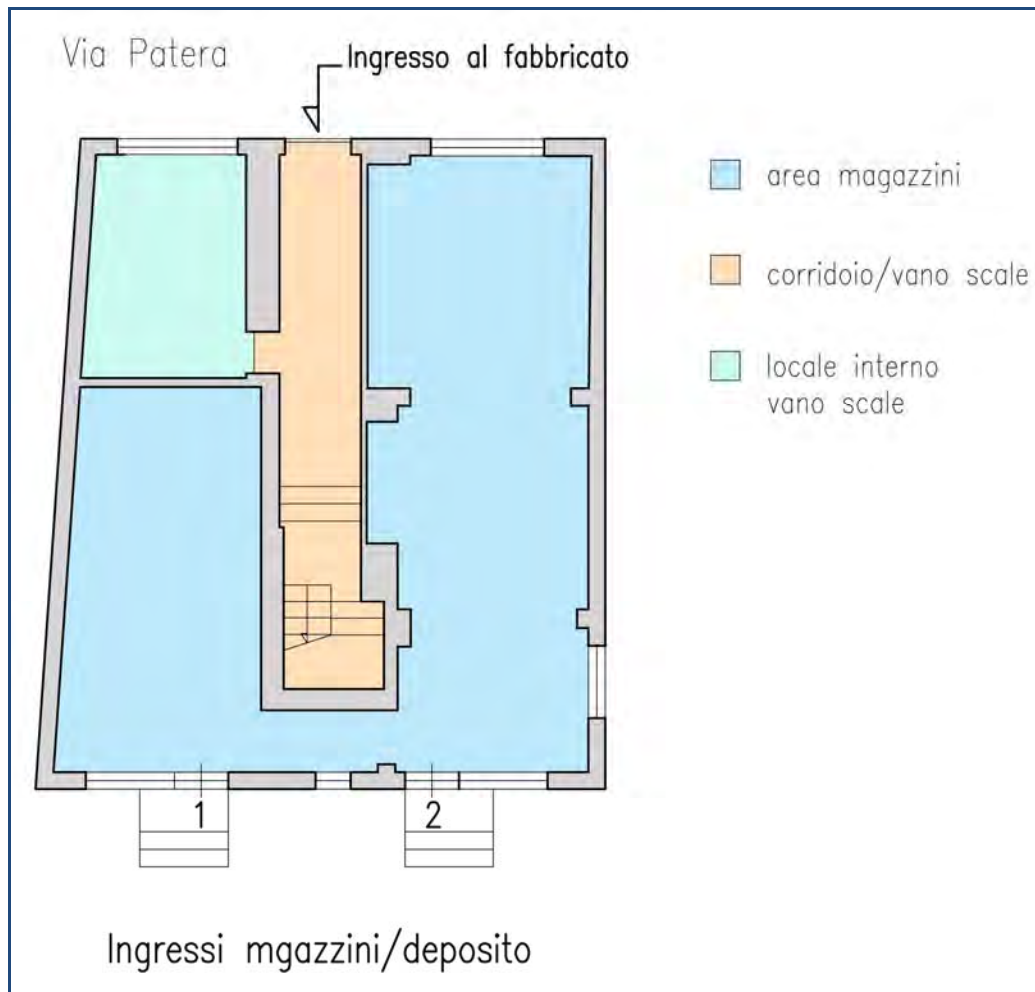 Via Patera
Ingresso al fabbricato
area magazzini
corridoio/vano scale
locale interno
vano scale
1
2
Ingressi mgazzini/deposito